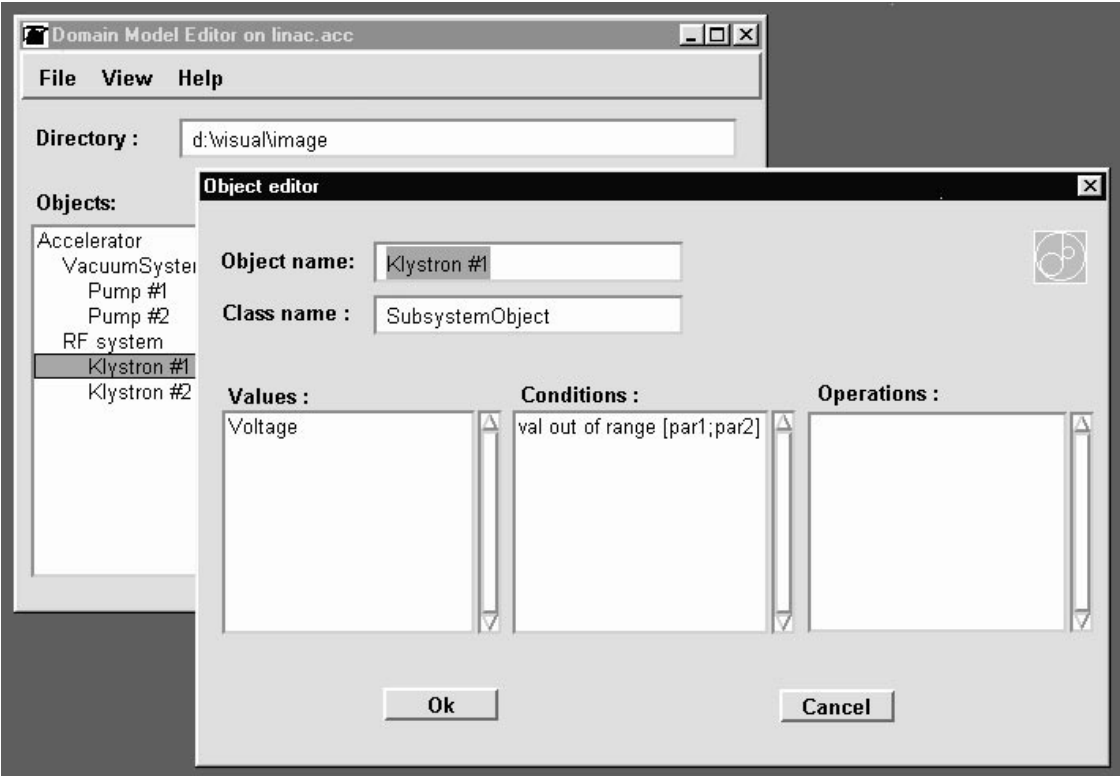 Domain Model Editor on linac.acc
File View Help
Directory : d:\visual\image
Objects:
Accelerator
VacuumSyste
Pump #1
Pump #2
RF system
Klystron #1
Klystron #2
Object editor
Object name: Klystron #1
Class name : SubsystemObject
Values : Conditions : Operations :
Voltage val out of range [par1;par2]
Ok Cancel